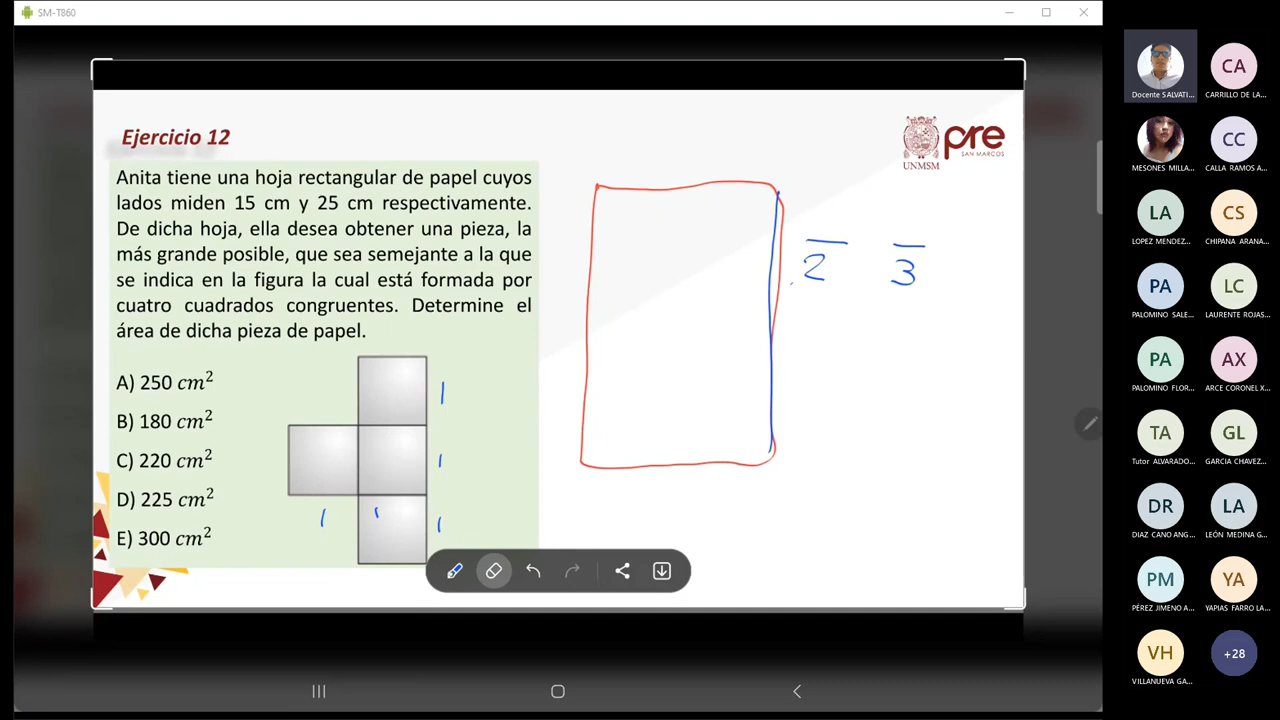 SM-T860
Ejercicio 12
pre
SAN MARCOS
UNMSM
Anita tiene una hoja rectangular de papel cuyos
lados miden 15 cm y 25 cm respectivamente.
De dicha hoja, ella desea obtener una pieza, la
más grande posible, que sea semejante a la que
se indica en la figura la cual está formada por
cuatro cuadrados congruentes. Determine el
área de dicha pieza de papel.
A) 250 cm²
B) 180 cm²
C) 220 cm²
D) 225 cm²
E) 300 cm²
1
1
1
1
1
2 3
Docente SALVATI...
CA
CARRILLO DE LA...
MESONES MILLA...
CC
CALLA RAMOS A...
LA
LOPEZ MENDEZ...
CS
CHIPANA ARANA...
PA
PALOMINO SALE...
LC
LAURENTE ROJAS...
PA
PALOMINO FLOR...
AX
ARCE CORONEL X...
TA
Tutor ALVARADO...
GL
GARCIA CHAVEZ...
DR
DIAZ CANO ANG...
LA
LEÓN MEDINA G...
PM
PÉREZ JIMENO A...
YA
YAPIAS FARRO LA...
VH
VILLANUEVA GA...
+28